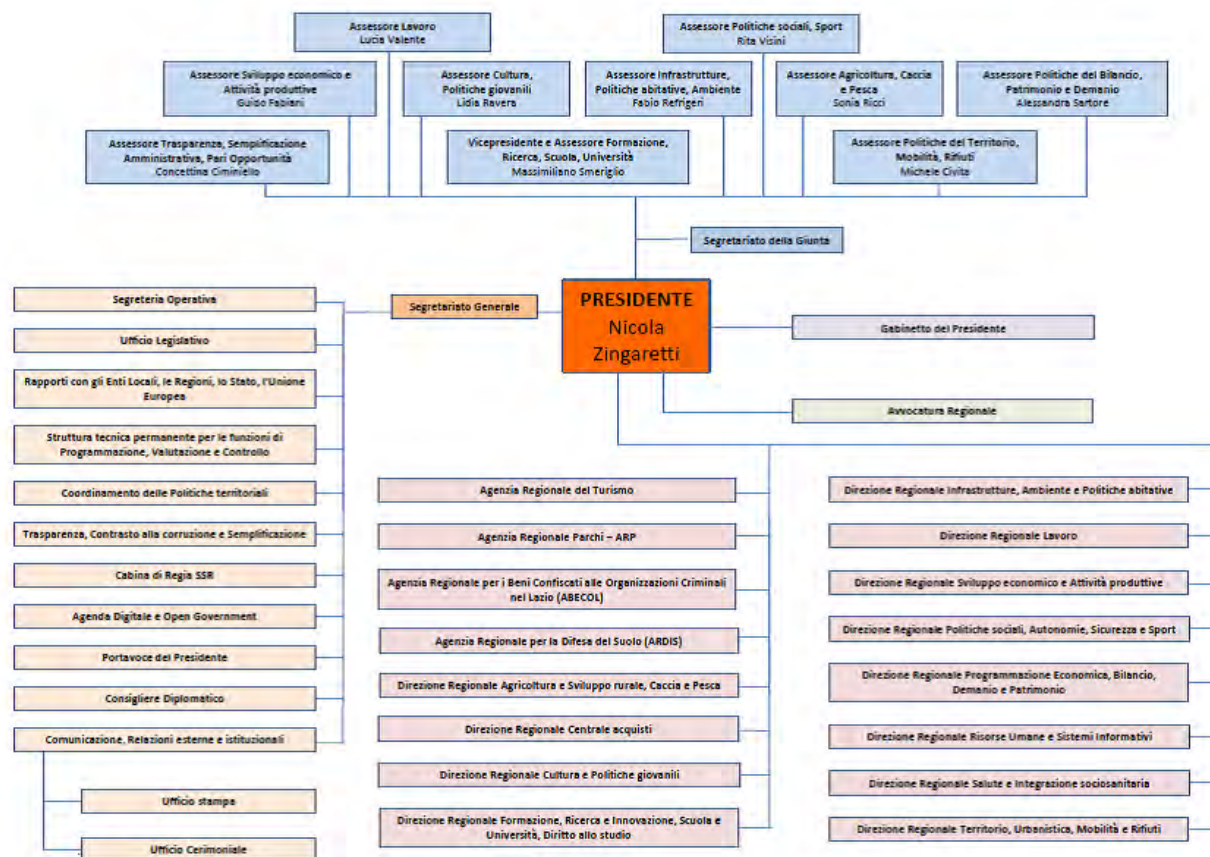 Assessore Lavoro
Lucia Valente
Assessore Politiche sociali, Sport
Rita Visini
Assessore Sviluppo economico e
Attività produttive
Guido Fabiani
Assessore Cultura,
Politiche giovanili
Lidia Ravera
Assessore Infrastrutture,
Politiche abitative, Ambiente
Fabio Refrigeri
Assessore Agricoltura, Caccia
e Pesca
Sonia Ricci
Assessore Politiche del Bilancio,
Patrimonio e Demanio
Alessandra Sartore
Assessore Trasparenza, Semplificazione
Amministrativa, Pari Opportunità
Concettina Ciminiello
Vicepresidente e Assessore Formazione,
Ricerca, Scuola, Università
Massimiliano Smeriglio
Assessore Politiche del Territorio,
Mobilità, Rifiuti
Michele Civita
Segretariato della Giunta
PRESIDENTE
Nicola
Zingaretti
Segretariato Generale
Gabinetto del Presidente
Avvocatura Regionale
Segreteria Operativa
Ufficio Legislativo
Rapporti con gli Enti Locali, le Regioni, lo Stato, l'Unione
Europea
Struttura tecnica permanente per le funzioni di
Programmazione, Valutazione e Controllo
Coordinamento delle Politiche territoriali
Trasparenza, Contrasto alla corruzione e Semplificazione
Cabina di Regia SSR
Agenda Digitale e Open Government
Portavoce del Presidente
Consigliere Diplomatico
Comunicazione, Relazioni esterne e istituzionali
Ufficio stampa
Ufficio Cerimoniale
Agenzia Regionale del Turismo
Agenzia Regionale Parchi – ARP
Agenzia Regionale per i Beni Confiscati alle Organizzazioni Criminali
nel Lazio (ABECOL)
Agenzia Regionale per la Difesa del Suolo (ARDIS)
Direzione Regionale Agricoltura e Sviluppo rurale, Caccia e Pesca
Direzione Regionale Centrale acquisti
Direzione Regionale Cultura e Politiche giovanili
Direzione Regionale Formazione, Ricerca e Innovazione, Scuola e
Università, Diritto allo studio
Direzione Regionale Infrastrutture, Ambiente e Politiche abitative
Direzione Regionale Lavoro
Direzione Regionale Sviluppo economico e Attività produttive
Direzione Regionale Politiche sociali, Autonomie, Sicurezza e Sport
Direzione Regionale Programmazione Economica, Bilancio,
Demanio e Patrimonio
Direzione Regionale Risorse Umane e Sistemi Informativi
Direzione Regionale Salute e Integrazione sociosanitaria
Direzione Regionale Territorio, Urbanistica, Mobilità e Rifiuti